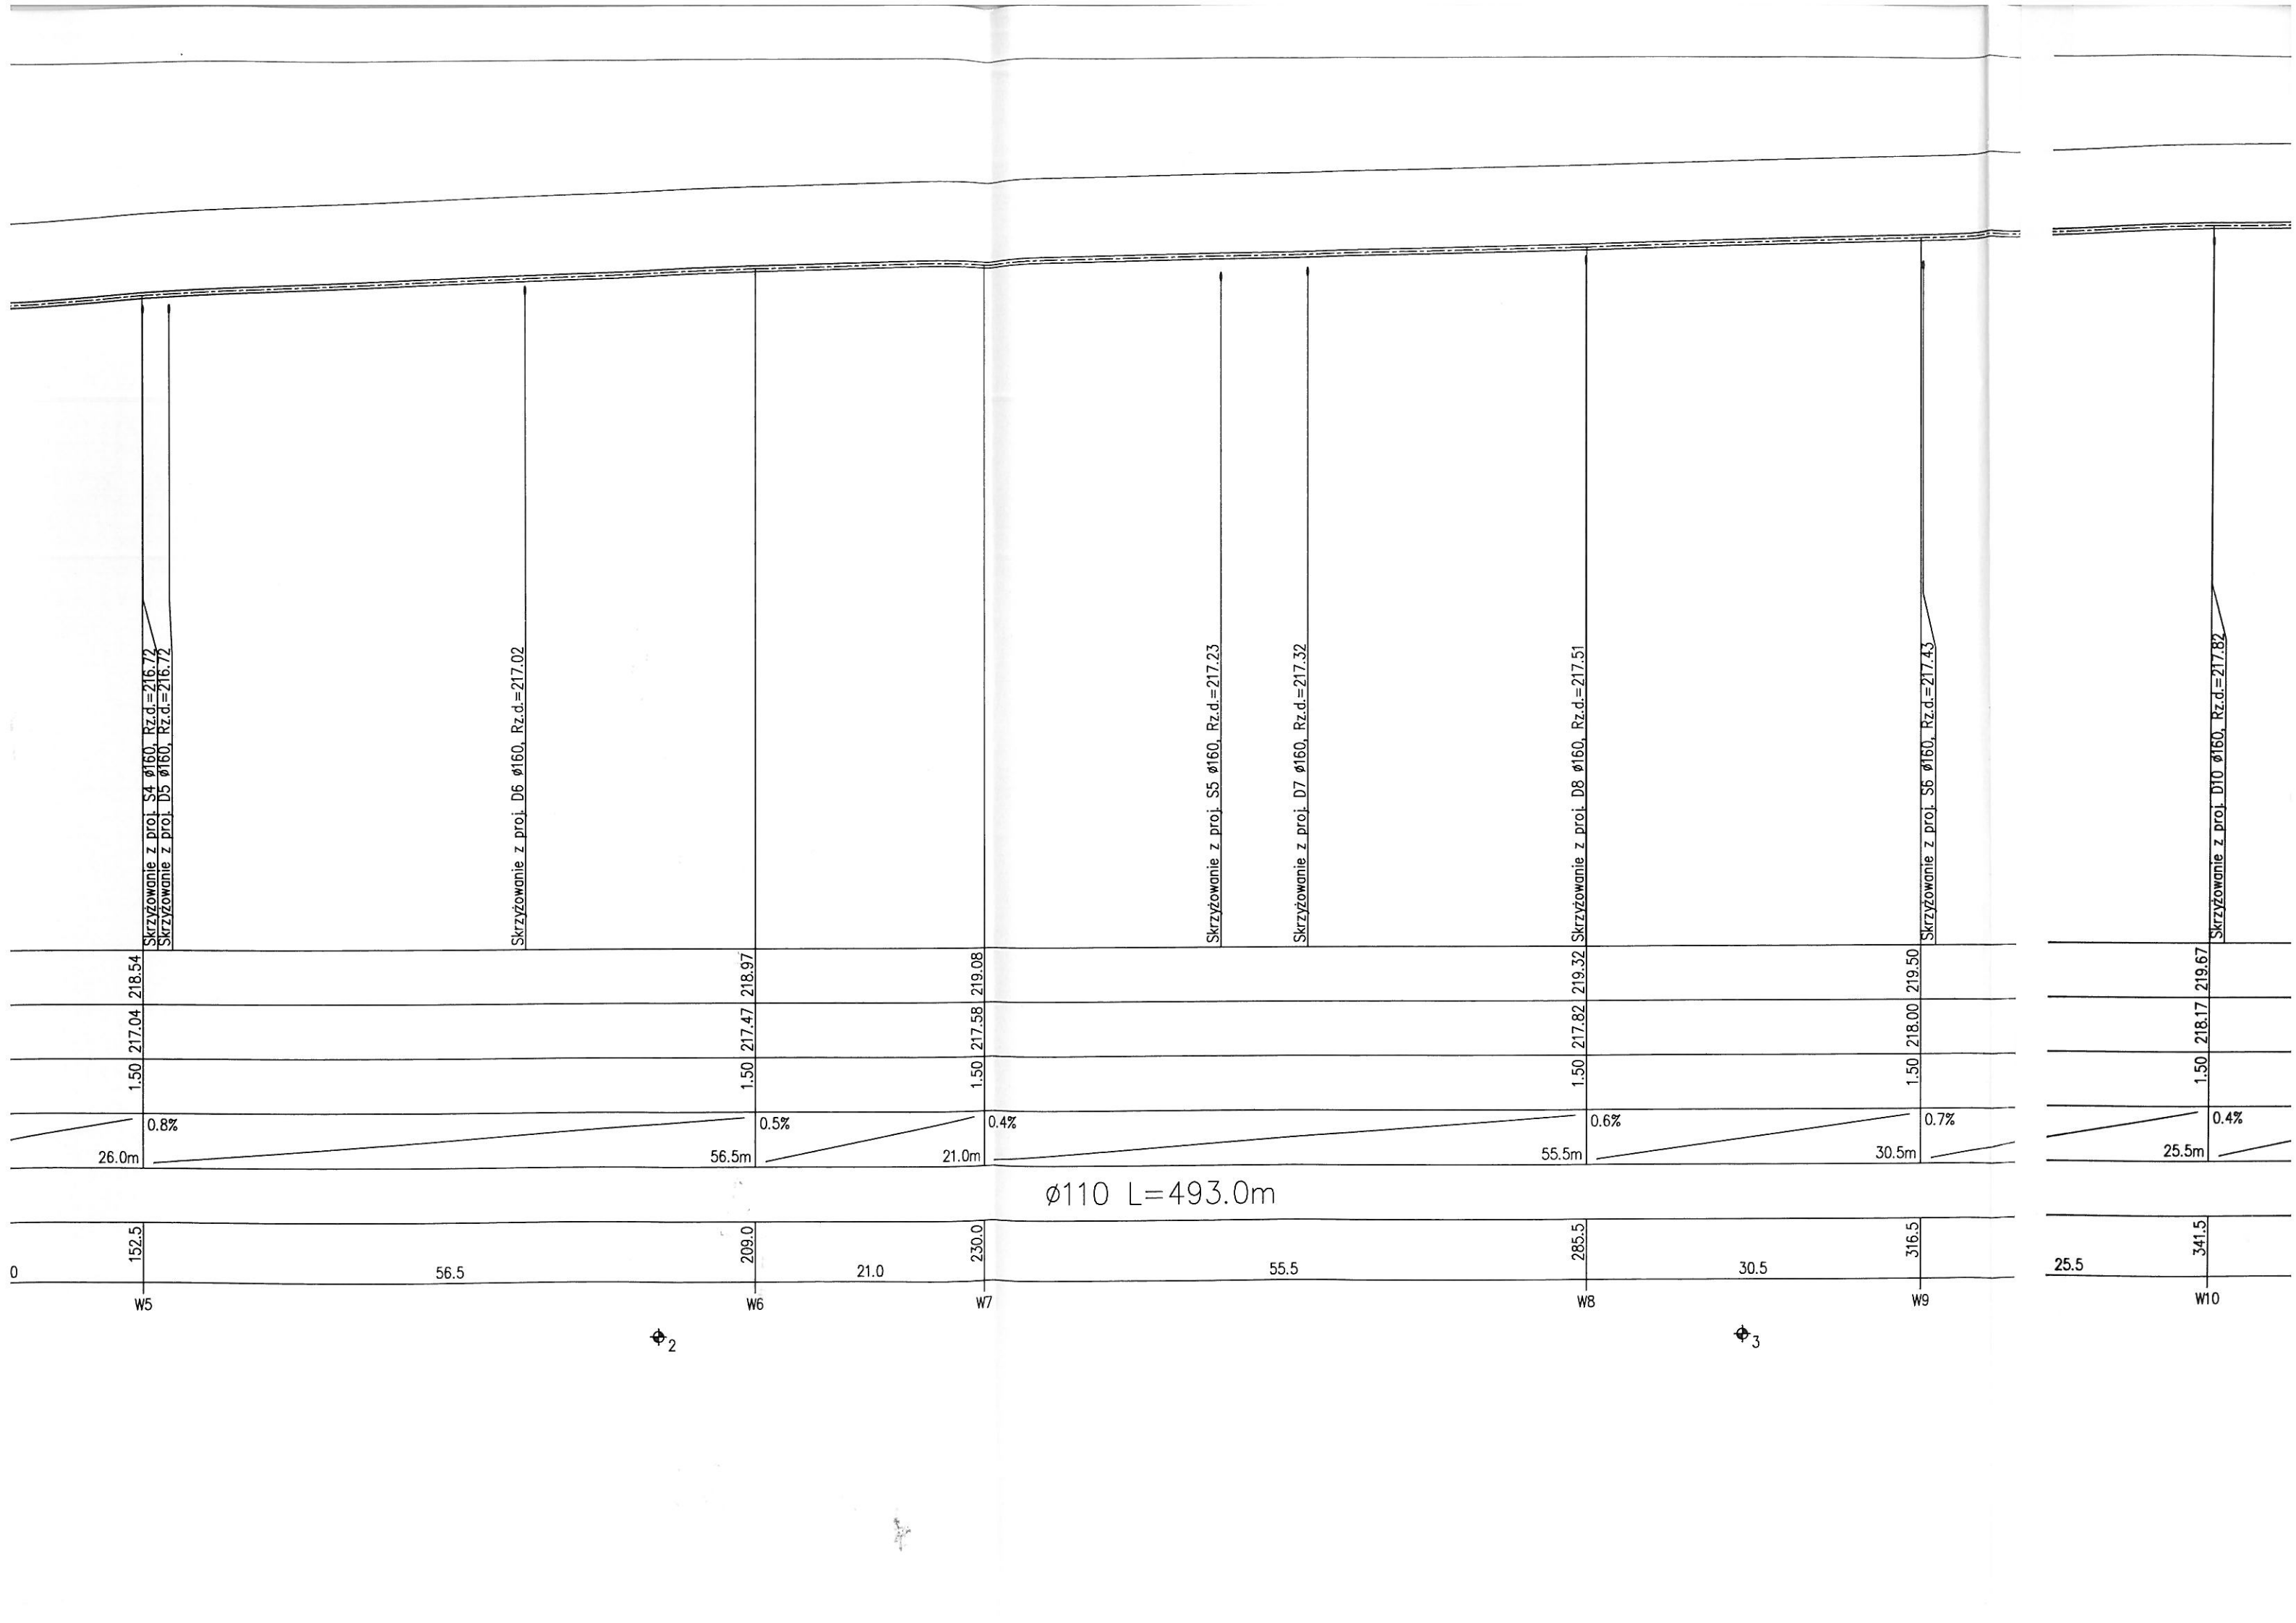 Skrzyżowanie z proj. S4 ø160, Rz.d.=216.72
Skrzyżowanie z proj. D5 ø160, Rz.d.=216.72
Skrzyżowanie z proj. D6 ø160, Rz.d.=217.02
Skrzyżowanie z proj. S5 ø160, Rz.d.=217.23
Skrzyżowanie z proj. D7 ø160, Rz.d.=217.32
Skrzyżowanie z proj. D8 ø160, Rz.d.=217.51
Skrzyżowanie z proj. S6 ø160, Rz.d.=217.43
Skrzyżowanie z proj. D10 ø160, Rz.d.=217.82
218.54 218.97 219.08 219.32 219.50 219.67
217.04 217.47 217.58 217.82 218.00 218.17
1.50 1.50 1.50 1.50 1.50 1.50
0.8% 0.5% 0.4% 0.6% 0.7% 0.4%
26.0m 56.5m 21.0m 55.5m 30.5m 25.5m
ø110 L=493.0m
152.5 209.0 230.0 285.5 316.5 341.5
0 56.5 21.0 55.5 30.5 25.5
W5 W6 W7 W8 W9 W10
2 3